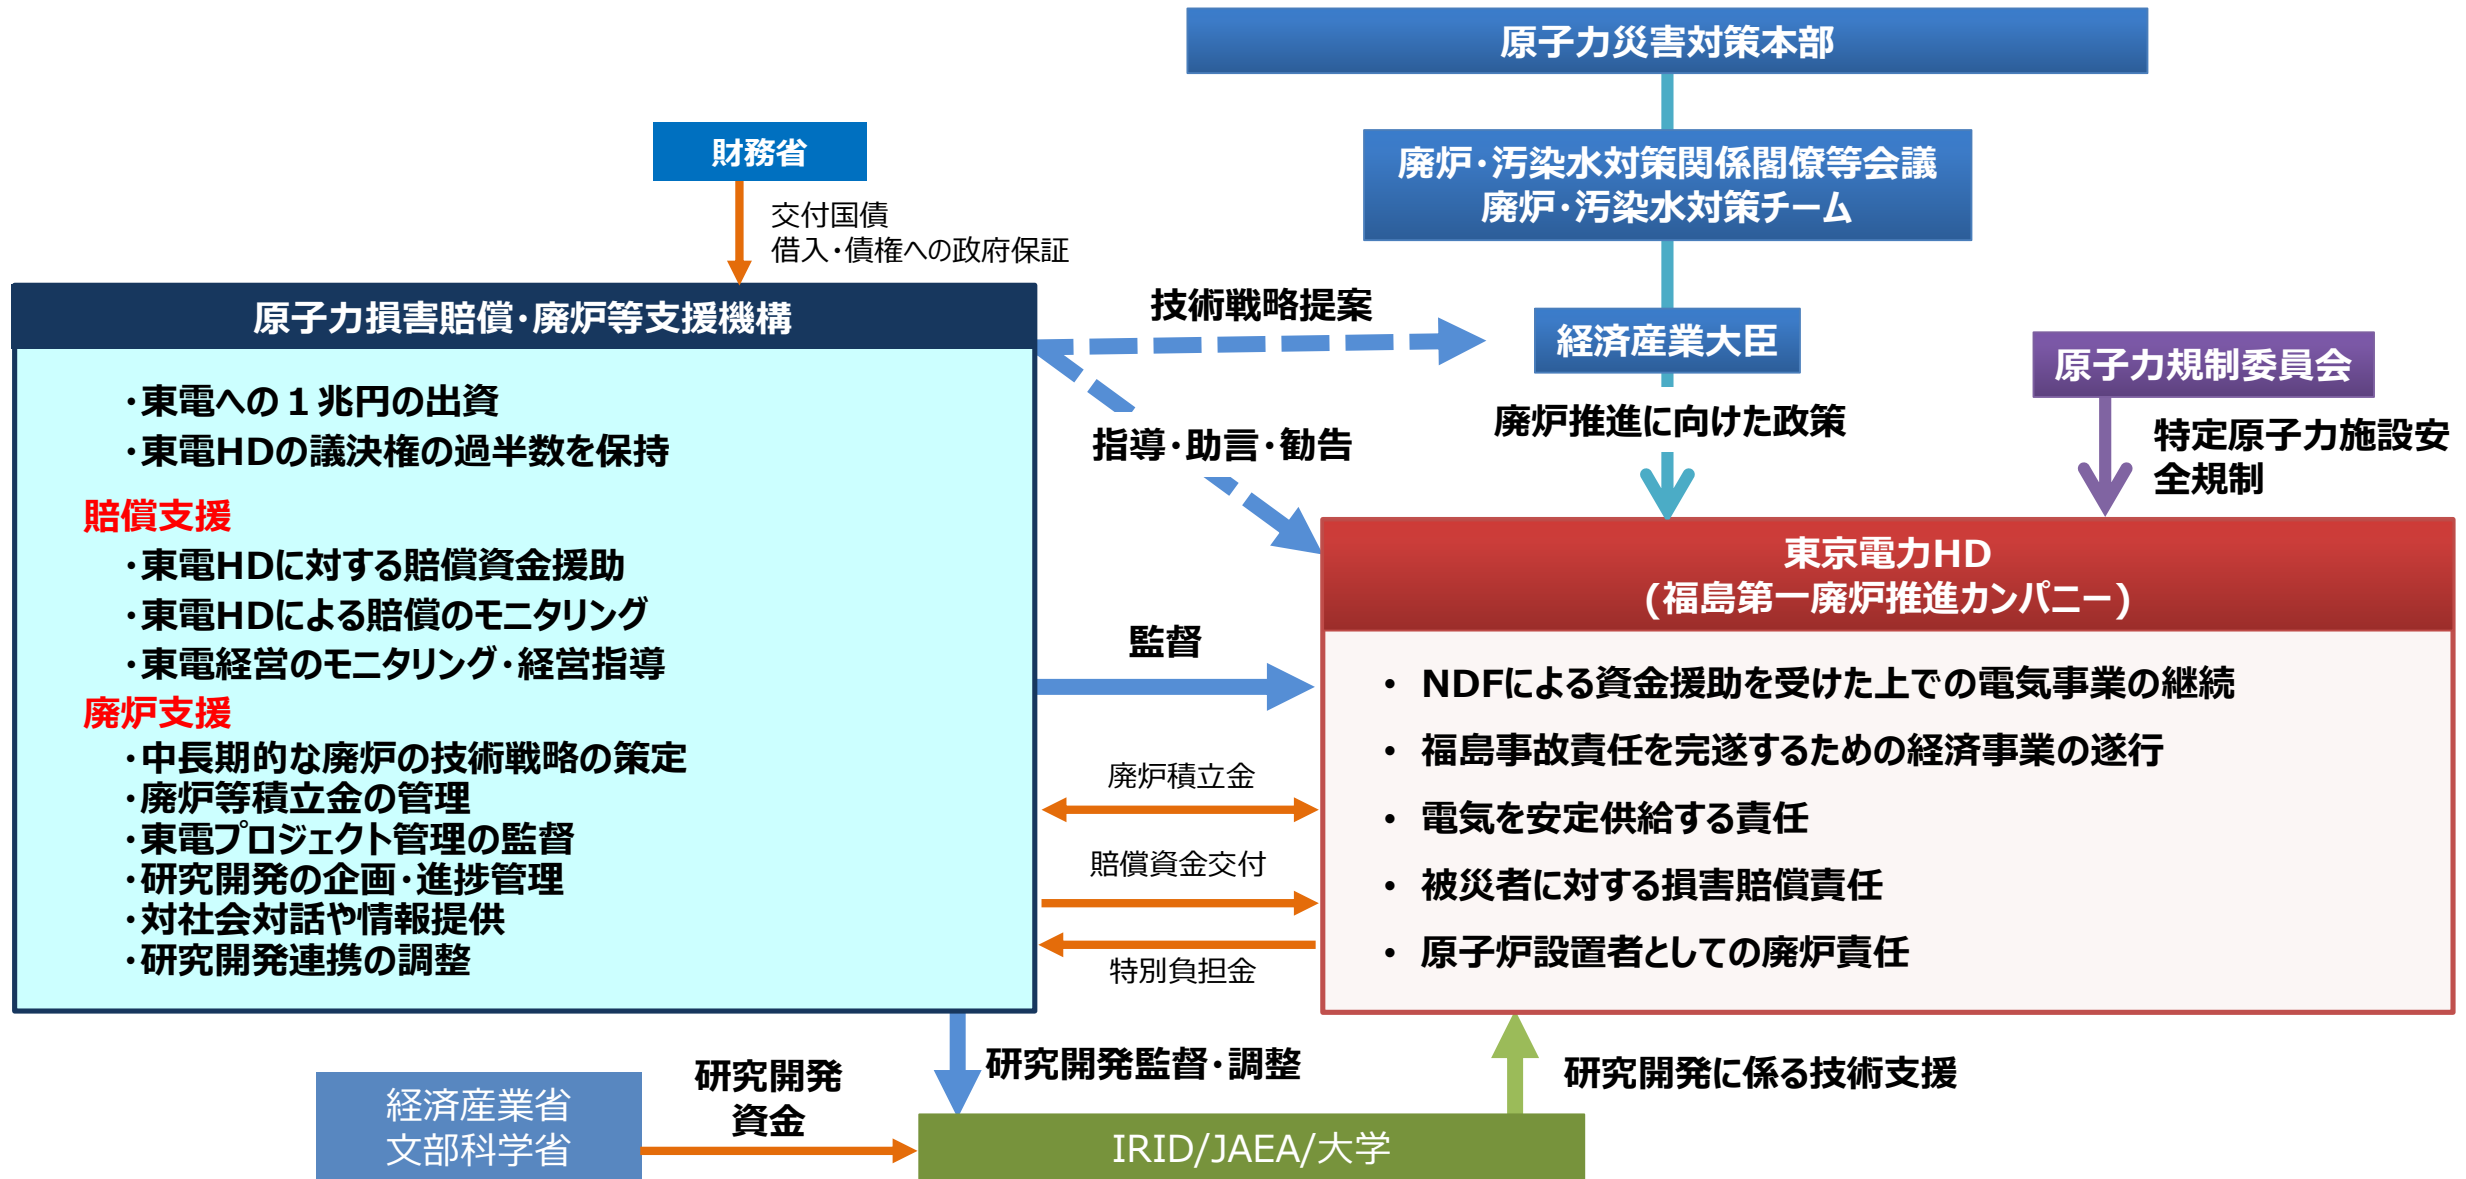 原子力災害対策本部
財務省
廃炉・汚染水対策関係閣僚等会議
廃炉・汚染水対策チーム
交付国債
借入・債権への政府保証
原子力損害賠償・廃炉等支援機構
技術戦略提案
経済産業大臣
原子力規制委員会
・東電への１兆円の出資
・東電HDの議決権の過半数を保持
指導・助言・勧告
廃炉推進に向けた政策
特定原子力施設安
全規制
賠償支援
・東電HDに対する賠償資金援助
・東電HDによる賠償のモニタリング
・東電経営のモニタリング・経営指導
廃炉支援
・中長期的な廃炉の技術戦略の策定
・廃炉等積立金の管理
・東電プロジェクト管理の監督
・研究開発の企画・進捗管理
・対社会対話や情報提供
・研究開発連携の調整
監督
廃炉積立金
賠償資金交付
特別負担金
東京電力HD
(福島第一廃炉推進カンパニー)
• NDFによる資金援助を受けた上での電気事業の継続
• 福島事故責任を完遂するための経済事業の遂行
• 電気を安定供給する責任
• 被災者に対する損害賠償責任
• 原子炉設置者としての廃炉責任
経済産業省
文部科学省
研究開発
資金
研究開発監督・調整
研究開発に係る技術支援
IRID/JAEA/大学